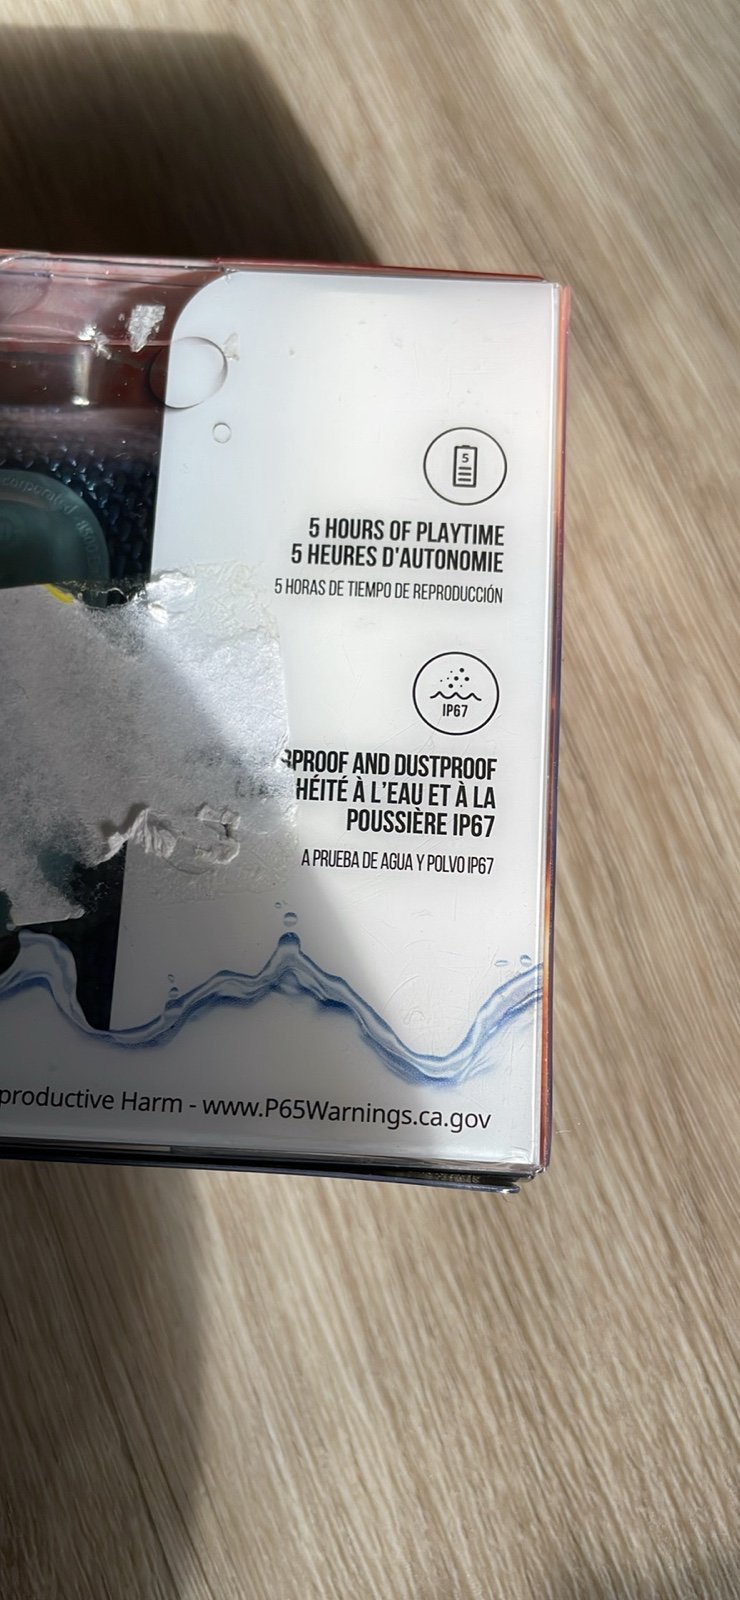 5
5 HOURS OF PLAYTIME
5 HEURES D'AUTONOMIE
5 HORAS DE TIEMPO DE REPRODUCCIÓN
IP67
RPROOF AND DUSTPROOF
HÉITÉ À L'EAU ET À LA
POUSSIÈRE IP67
A PRUEBA DE AGUA Y POLVO IP67
productive Harm - www.P65Warnings.ca.gov
corporated